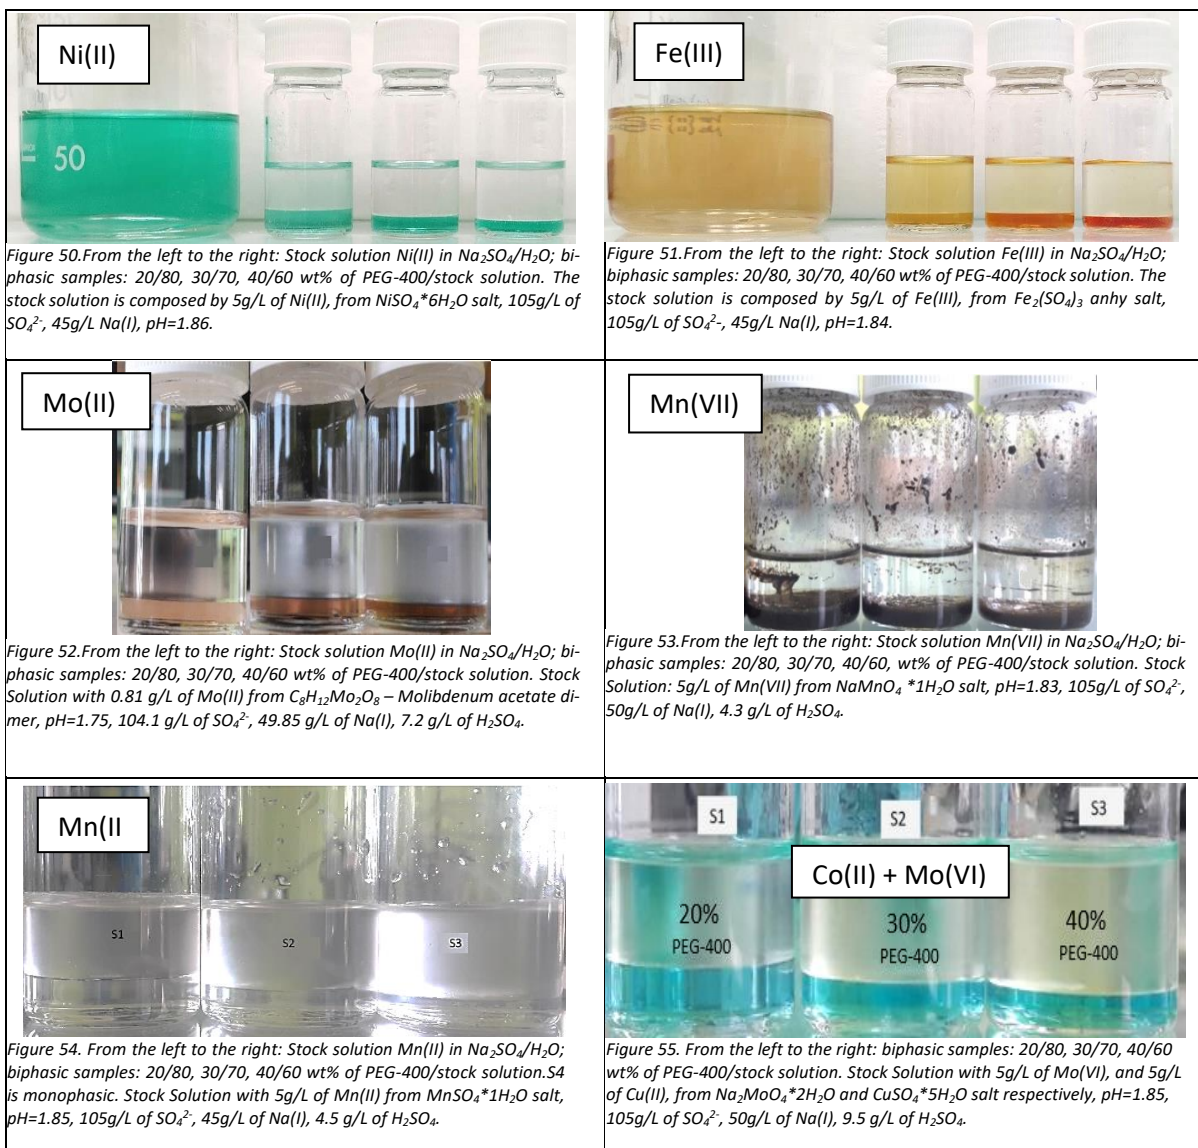 Ni(II)
50
Figure 50.From the left to the right: Stock solution Ni(II) in Na₂SO₄/H₂O; bi-
phasic samples: 20/80, 30/70, 40/60 wt% of PEG-400/stock solution. The
stock solution is composed by 5g/L of Ni(II), from NiSO₄*6H₂O salt, 105g/L of
SO₄²⁻, 45g/L Na(I), pH=1.86.
Fe(III)
Figure 51.From the left to the right: Stock solution Fe(III) in Na₂SO₄/H₂O;
biphasic samples: 20/80, 30/70, 40/60 wt% of PEG-400/stock solution. The
stock solution is composed by 5g/L of Fe(III), from Fe₂(SO₄)₃ anhy salt,
105g/L of SO₄²-, 45g/L Na(I), pH=1.84.
Mo(II)
Figure 52.From the left to the right: Stock solution Mo(II) in Na₂SO₄/H₂O; bi-
phasic samples: 20/80, 30/70, 40/60 wt% of PEG-400/stock solution. Stock
Solution with 0.81 g/L of Mo(II) from C₈H₁₂Mo₂O₈ – Molibdenum acetate di-
mer, pH=1.75, 104.1 g/L of SO₄²⁻, 49.85 g/L of Na(I), 7.2 g/L of H₂SO₄.
Mn(VII)
Figure 53.From the left to the right: Stock solution Mn(VII) in Na₂SO₄/H₂O; bi-
phasic samples: 20/80, 30/70, 40/60, wt% of PEG-400/stock solution. Stock
Solution: 5g/L of Mn(VII) from NaMnO₄ *1H₂O salt, pH=1.83, 105g/L of SO₄²⁻,
50g/L of Na(I), 4.3 g/L of H₂SO₄.
Mn(II
S1
S2
S3
Figure 54. From the left to the right: Stock solution Mn(II) in Na₂SO₄/H₂O;
biphasic samples: 20/80, 30/70, 40/60 wt% of PEG-400/stock solution.S4
is monophasic. Stock Solution with 5g/L of Mn(II) from MnSO₄*1H₂O salt,
pH=1.85, 105g/L of SO₄²⁻, 45g/L of Na(I), 4.5 g/L of H₂SO₄.
S1
S2
S3
Co(II) + Mo(VI)
20%
PEG-400
30%
PEG-400
40%
PEG-400
Figure 55. From the left to the right: biphasic samples: 20/80, 30/70, 40/60
wt% of PEG-400/stock solution. Stock Solution with 5g/L of Mo(VI), and 5g/L
of Cu(II), from Na₂MoO₄*2H₂O and CuSO₄*5H₂O salt respectively, pH=1.85,
105g/L of SO₄²⁻, 50g/L of Na(I), 9.5 g/L of H₂SO₄.